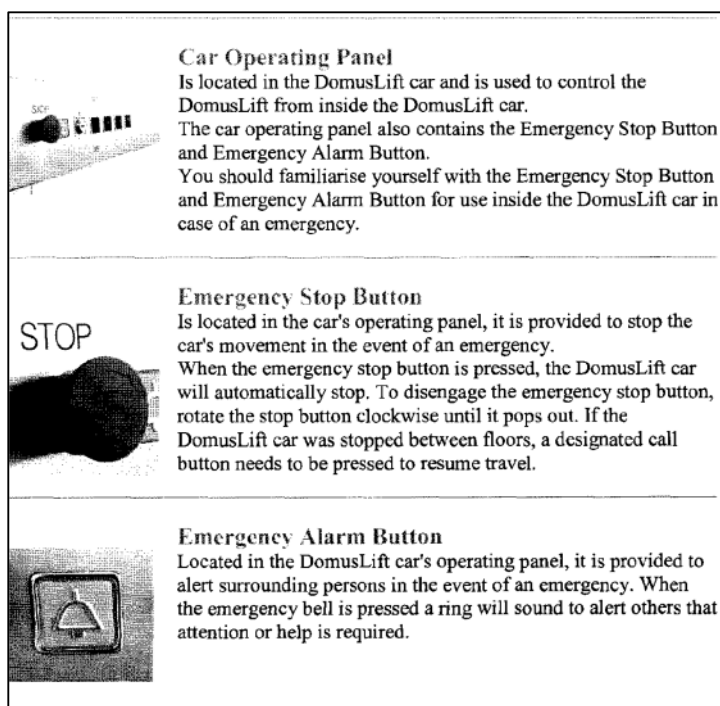 Car Operating Panel
Is located in the DomusLift car and is used to control the
DomusLift from inside the DomusLift car.
The car operating panel also contains the Emergency Stop Button
and Emergency Alarm Button.
You should familiarise yourself with the Emergency Stop Button
and Emergency Alarm Button for use inside the DomusLift car in
case of an emergency.
STOP
Emergency Stop Button
Is located in the car's operating panel, it is provided to stop the
car's movement in the event of an emergency.
When the emergency stop button is pressed, the DomusLift car
will automatically stop. To disengage the emergency stop button,
rotate the stop button clockwise until it pops out. If the
DomusLift car was stopped between floors, a designated call
button needs to be pressed to resume travel.
Emergency Alarm Button
Located in the DomusLift car's operating panel, it is provided to
alert surrounding persons in the event of an emergency. When
the emergency bell is pressed a ring will sound to alert others that
attention or help is required.